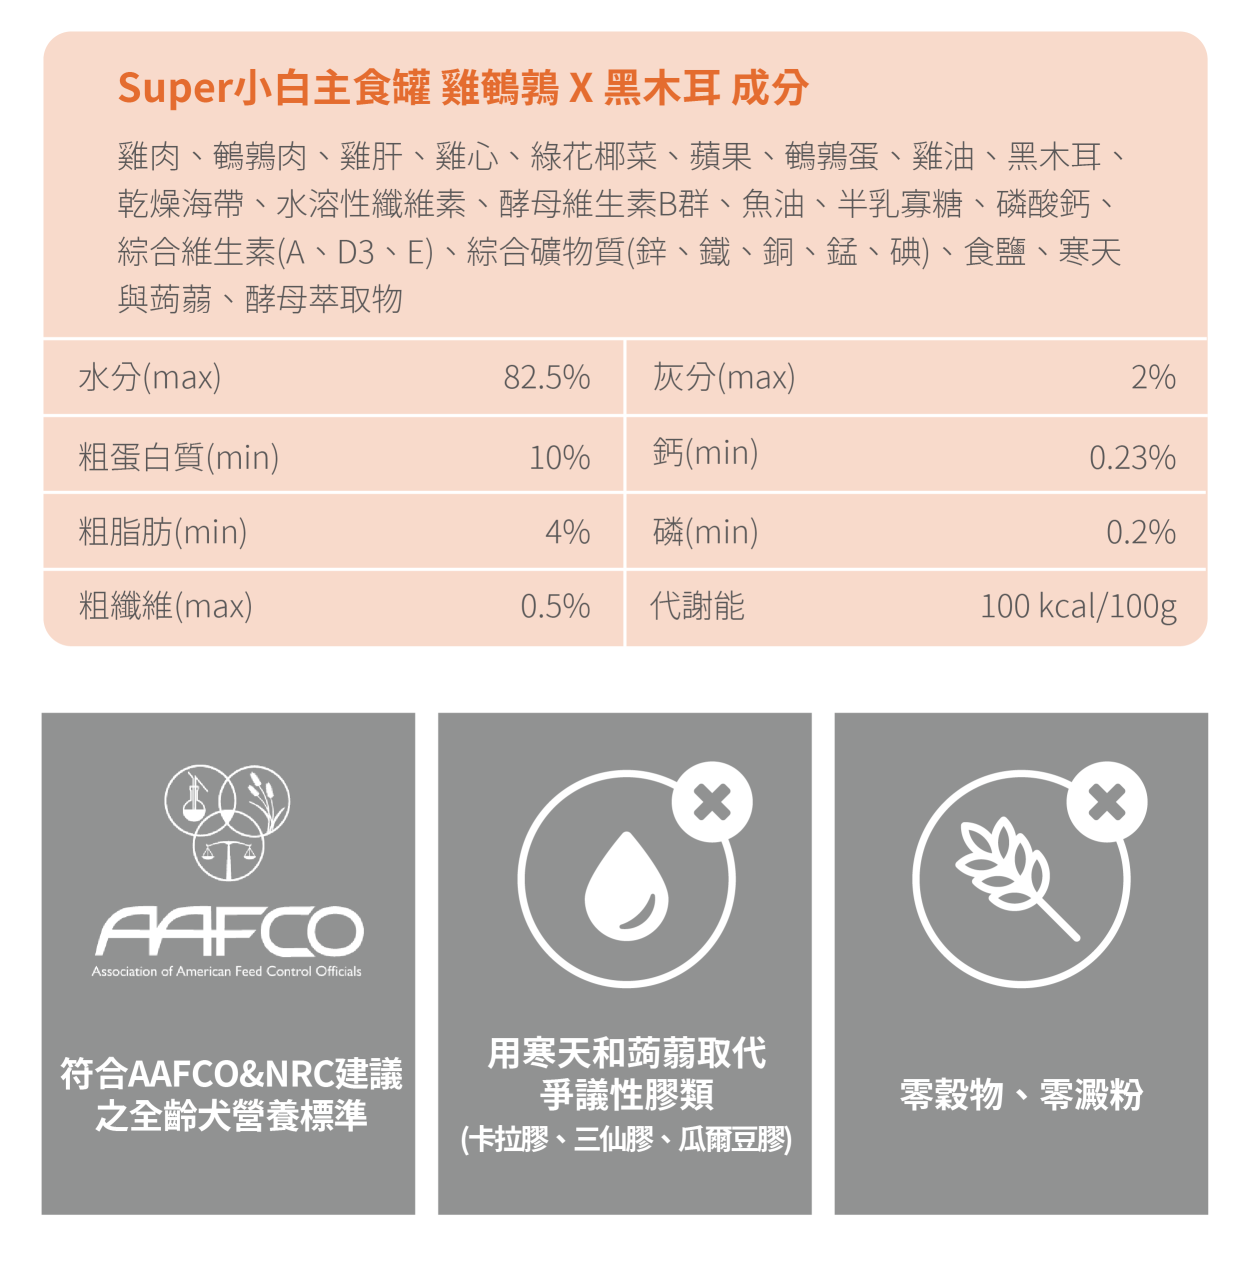 Super小白主食罐 雞鵪鶉 X 黑木耳 成分
雞肉、鵪鶉肉、雞肝、雞心、綠花椰菜、蘋果、鵪鶉蛋、雞油、黑木耳、
乾燥海帶、水溶性纖維素、酵母維生素B群、魚油、半乳寡糖、磷酸鈣、
綜合維生素(A、D3、E)、綜合礦物質(鋅、鐵、銅、錳、碘)、食鹽、寒天
與蒟蒻、酵母萃取物
水分(max) 82.5% 灰分(max) 2%
粗蛋白質(min) 10% 鈣(min) 0.23%
粗脂肪(min) 4% 磷(min) 0.2%
粗纖維(max) 0.5% 代謝能 100 kcal/100g
AAFCO
Association of American Feed Control Officials
符合AAFCO&NRC建議
之全齡犬營養標準
用寒天和蒟蒻取代
爭議性膠類
(卡拉膠、三仙膠、瓜爾豆膠)
零穀物、零澱粉